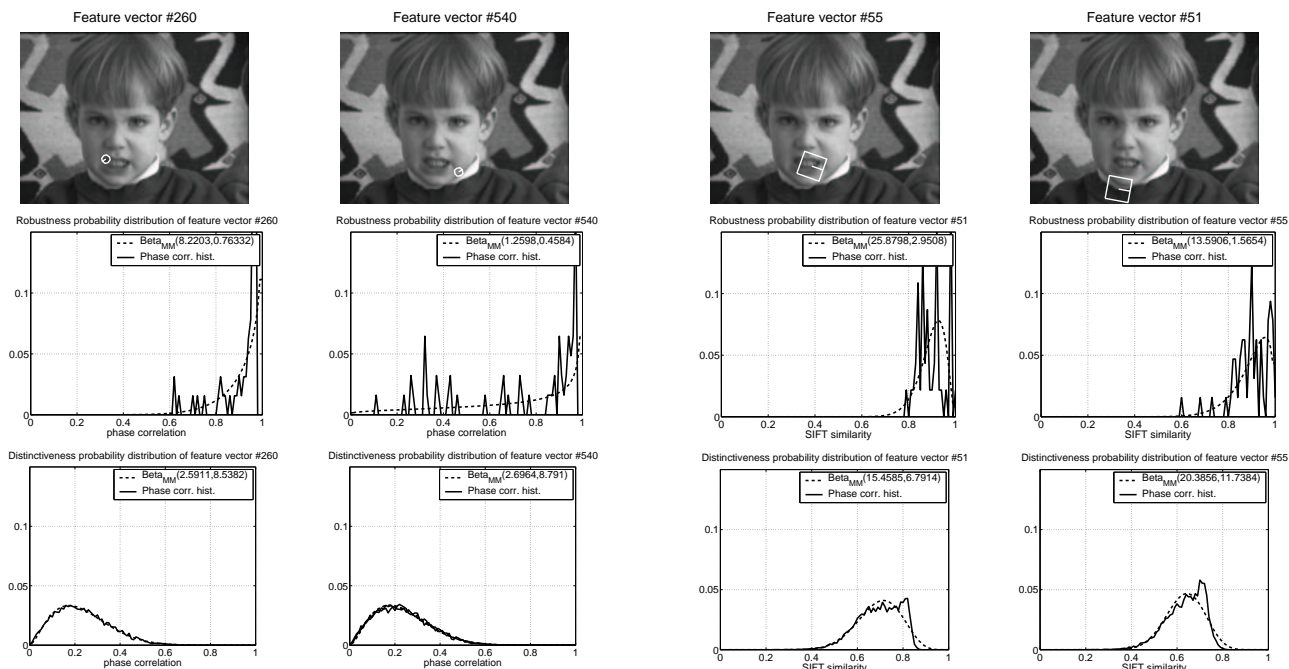 Feature vector #260
Feature vector #540
Feature vector #55
Feature vector #51
Robustness probability distribution of feature vector #260
Beta_MM(8.2203,0.76332)
Phase corr. hist.
0.1
0.05
0
0 0.2 0.4 0.6 0.8 1
phase correlation
Robustness probability distribution of feature vector #540
Beta_MM(1.2598,0.4584)
Phase corr. hist.
0.1
0.05
0
0 0.2 0.4 0.6 0.8 1
phase correlation
Robustness probability distribution of feature vector #51
Beta_MM(25.8798,2.9508)
Phase corr. hist.
0.1
0.05
0
0 0.2 0.4 0.6 0.8 1
SIFT similarity
Robustness probability distribution of feature vector #55
Beta_MM(13.5906,1.5654)
Phase corr. hist.
0.1
0.05
0
0 0.2 0.4 0.6 0.8 1
SIFT similarity
Distinctiveness probability distribution of feature vector #260
Beta_MM(2.5911,8.5382)
Phase corr. hist.
0.1
0.05
0
0 0.2 0.4 0.6 0.8 1
phase correlation
Distinctiveness probability distribution of feature vector #540
Beta_MM(2.6964,8.791)
Phase corr. hist.
0.1
0.05
0
0 0.2 0.4 0.6 0.8 1
phase correlation
Distinctiveness probability distribution of feature vector #51
Beta_MM(15.4585,6.7914)
Phase corr. hist.
0.1
0.05
0
0 0.2 0.4 0.6 0.8 1
SIFT similarity
Distinctiveness probability distribution of feature vector #55
Beta_MM(20.3856,11.7384)
Phase corr. hist.
0.1
0.05
0
0 0.2 0.4 0.6 0.8 1
SIFT similarity